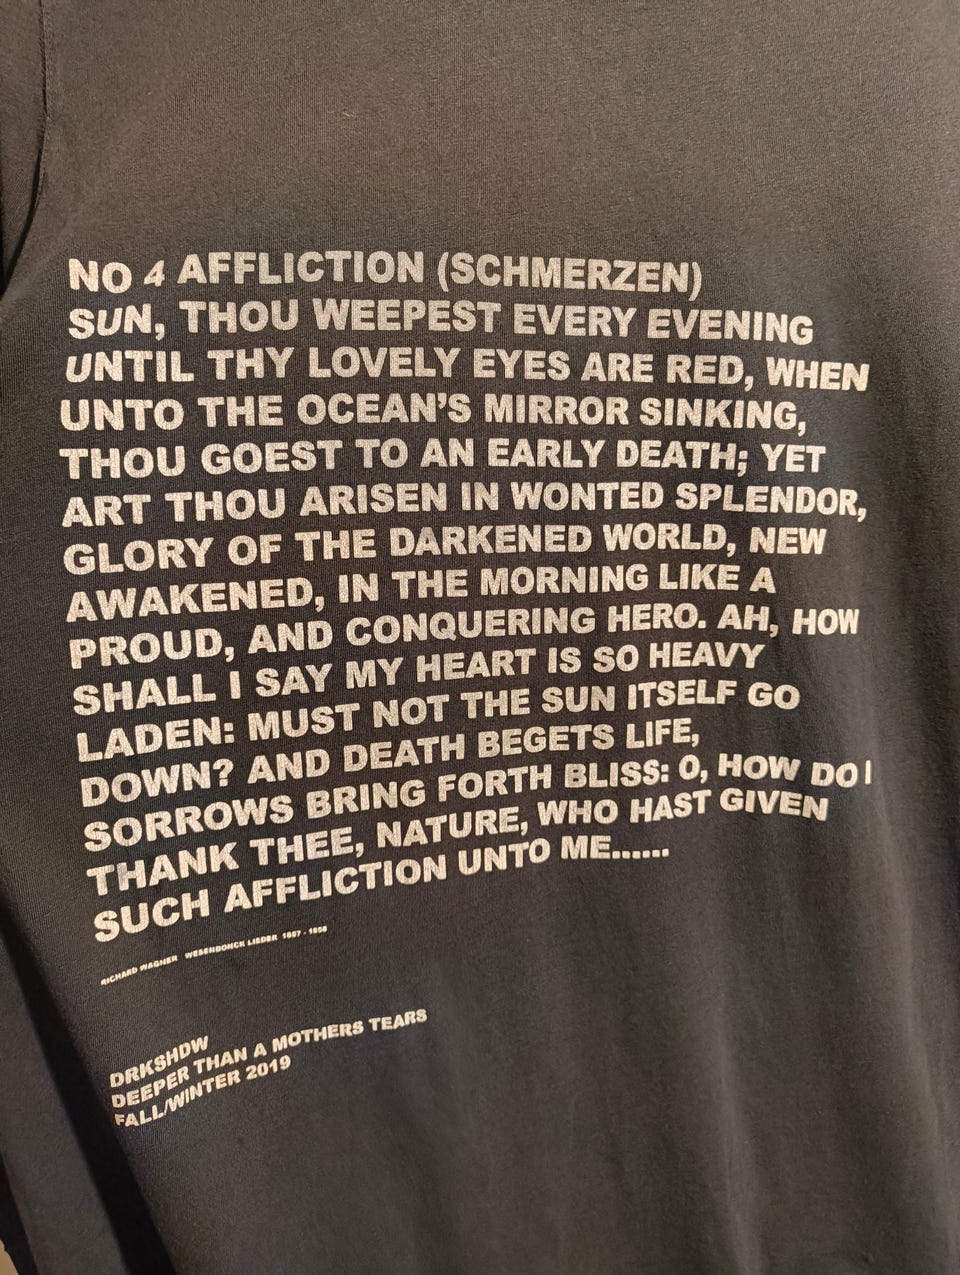 NO 4 AFFLICTION (SCHMERZEN)
SUN, THOU WEEPEST EVERY EVENING
UNTIL THY LOVELY EYES ARE RED, WHEN
UNTO THE OCEAN'S MIRROR SINKING,
THOU GOEST TO AN EARLY DEATH; YET
ART THOU ARISEN IN WONTED SPLENDOR,
GLORY OF THE DARKENED WORLD, NEW
AWAKENED, IN THE MORNING LIKE A
PROUD, AND CONQUERING HERO. AH, HOW
SHALL I SAY MY HEART IS SO HEAVY
LADEN: MUST NOT THE SUN ITSELF GO
DOWN? AND DEATH BEGETS LIFE,
SORROWS BRING FORTH BLISS: O, HOW DO I
THANK THEE, NATURE, WHO HAST GIVEN
SUCH AFFLICTION UNTO ME......
RICHARD WAGNER WESENDONCK LIEDER 1857 - 1858
DRKSHDW
DEEPER THAN A MOTHERS TEARS
FALL/WINTER 2019